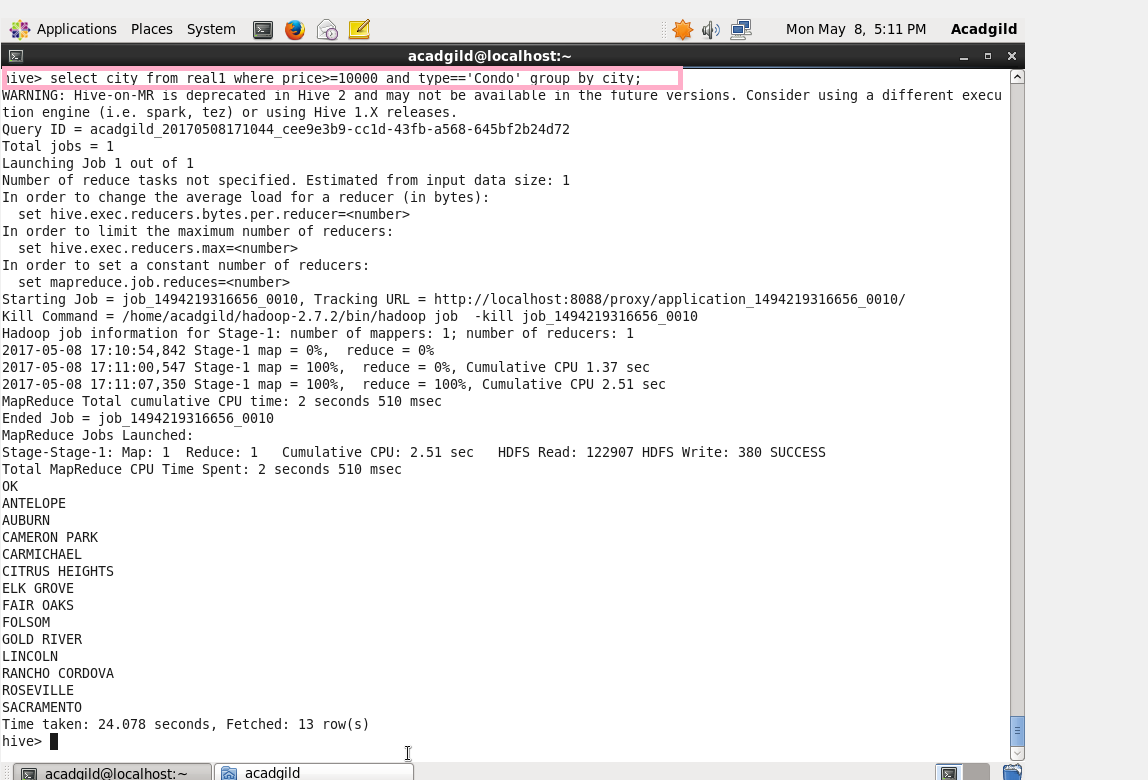 Applications Places System Mon May 8, 5:11 PM Acadgild
acadgild@localhost:~
hive> select city from real1 where price>=10000 and type=='Condo' group by city;
WARNING: Hive-on-MR is deprecated in Hive 2 and may not be available in the future versions. Consider using a different execu
tion engine (i.e. spark, tez) or using Hive 1.X releases.
Query ID = acadgild_20170508171044_cee9e3b9-cc1d-43fb-a568-645bf2b24d72
Total jobs = 1
Launching Job 1 out of 1
Number of reduce tasks not specified. Estimated from input data size: 1
In order to change the average load for a reducer (in bytes):
  set hive.exec.reducers.bytes.per.reducer=<number>
In order to limit the maximum number of reducers:
  set hive.exec.reducers.max=<number>
In order to set a constant number of reducers:
  set mapreduce.job.reduces=<number>
Starting Job = job_1494219316656_0010, Tracking URL = http://localhost:8088/proxy/application_1494219316656_0010/
Kill Command = /home/acadgild/hadoop-2.7.2/bin/hadoop job  -kill job_1494219316656_0010
Hadoop job information for Stage-1: number of mappers: 1; number of reducers: 1
2017-05-08 17:10:54,842 Stage-1 map = 0%,  reduce = 0%
2017-05-08 17:11:00,547 Stage-1 map = 100%,  reduce = 0%, Cumulative CPU 1.37 sec
2017-05-08 17:11:07,350 Stage-1 map = 100%,  reduce = 100%, Cumulative CPU 2.51 sec
MapReduce Total cumulative CPU time: 2 seconds 510 msec
Ended Job = job_1494219316656_0010
MapReduce Jobs Launched:
Stage-Stage-1: Map: 1  Reduce: 1   Cumulative CPU: 2.51 sec   HDFS Read: 122907 HDFS Write: 380 SUCCESS
Total MapReduce CPU Time Spent: 2 seconds 510 msec
OK
ANTELOPE
AUBURN
CAMERON PARK
CARMICHAEL
CITRUS HEIGHTS
ELK GROVE
FAIR OAKS
FOLSOM
GOLD RIVER
LINCOLN
RANCHO CORDOVA
ROSEVILLE
SACRAMENTO
Time taken: 24.078 seconds, Fetched: 13 row(s)
hive>
acadgild@localhost:~ acadgild